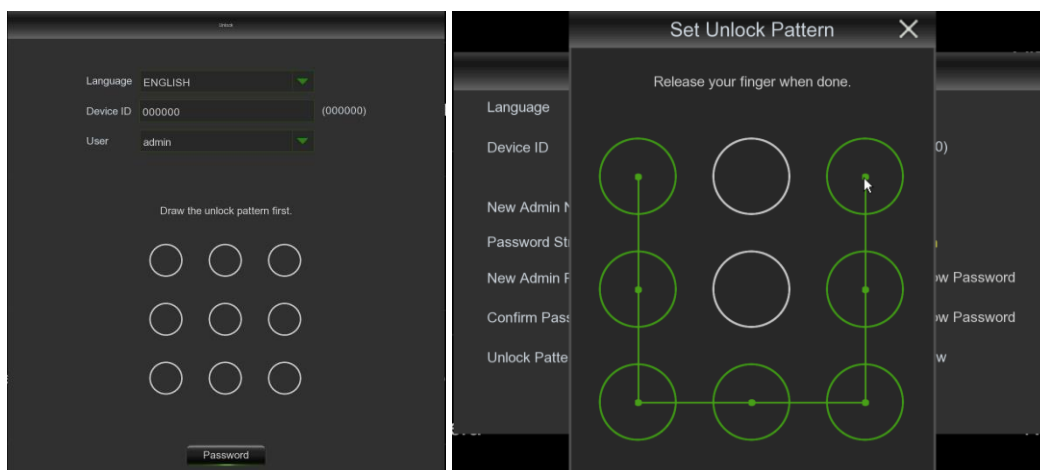 Unlock
Language ENGLISH
Device ID 000000 (000000)
User admin
Draw the unlock pattern first.
Password
Set Unlock Pattern
Release your finger when done.
Language
Device ID 0)
New Admin N
Password St
New Admin P ow Password
Confirm Pass ow Password
Unlock Patte w